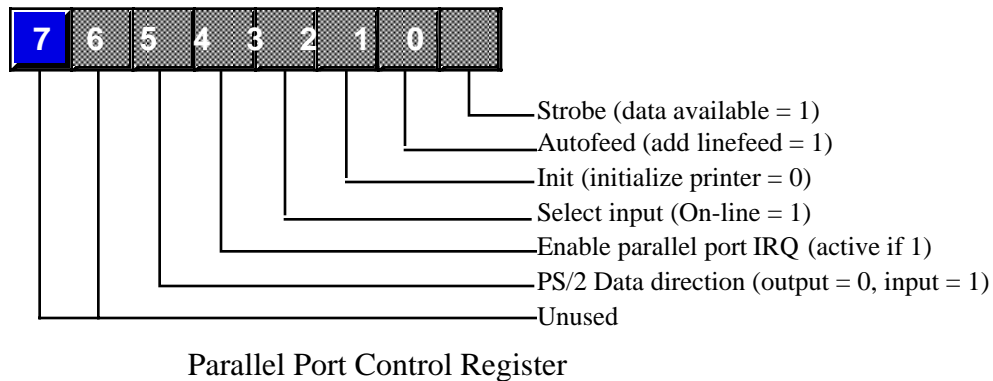 7 6 5 4 3 2 1 0
Strobe (data available = 1)
Autofeed (add linefeed = 1)
Init (initialize printer = 0)
Select input (On-line = 1)
Enable parallel port IRQ (active if 1)
PS/2 Data direction (output = 0, input = 1)
Unused
Parallel Port Control Register